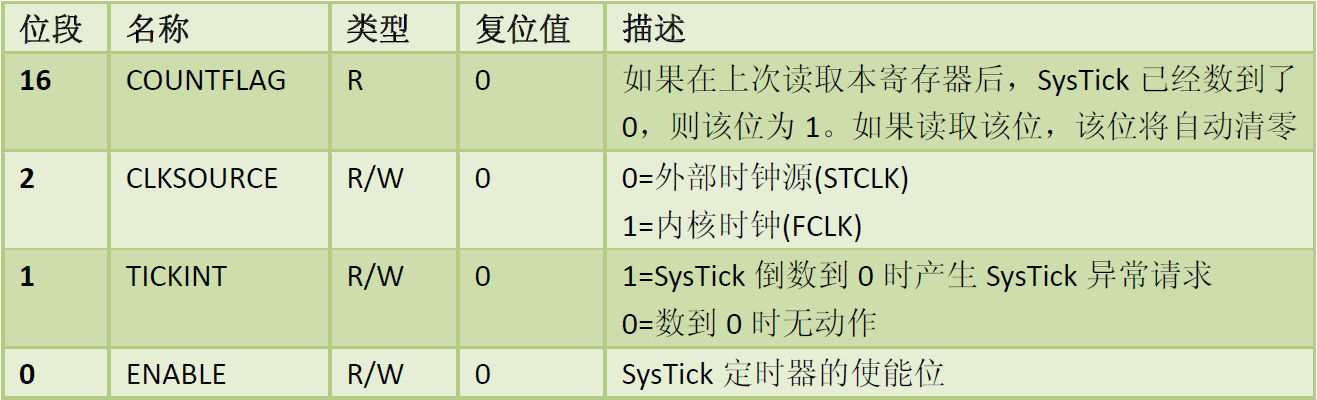 位段 名称 类型 复位值 描述
16 COUNTFLAG R 0 如果在上次读取本寄存器后，SysTick 已经数到了
0，则该位为 1。如果读取该位，该位将自动清零
2 CLKSOURCE R/W 0 0=外部时钟源(STCLK)
1=内核时钟(FCLK)
1 TICKINT R/W 0 1=SysTick 倒数到 0 时产生 SysTick 异常请求
0=数到 0 时无动作
0 ENABLE R/W 0 SysTick 定时器的使能位